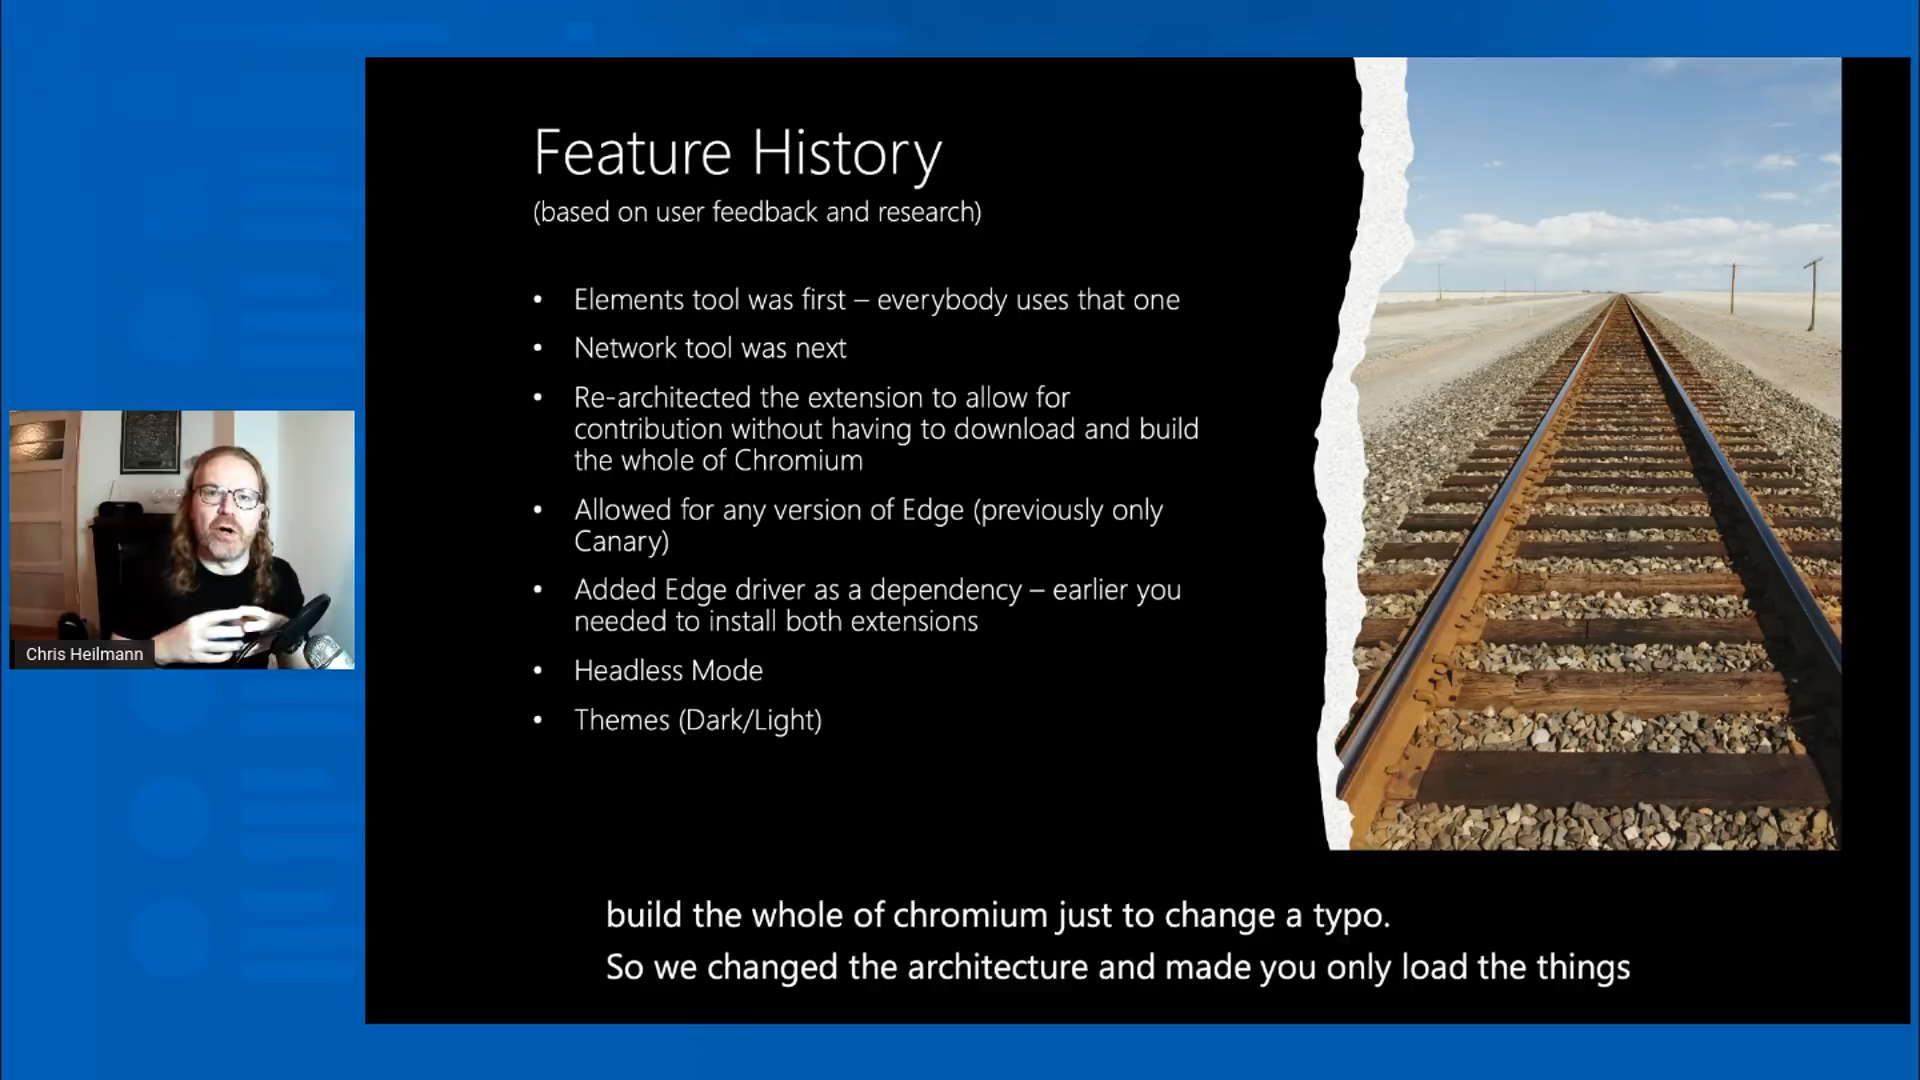 Feature History
(based on user feedback and research)
• Elements tool was first – everybody uses that one
• Network tool was next
• Re-architected the extension to allow for
contribution without having to download and build
the whole of Chromium
• Allowed for any version of Edge (previously only
Canary)
• Added Edge driver as a dependency – earlier you
needed to install both extensions
• Headless Mode
• Themes (Dark/Light)
Chris Heilmann
build the whole of chromium just to change a typo.
So we changed the architecture and made you only load the things